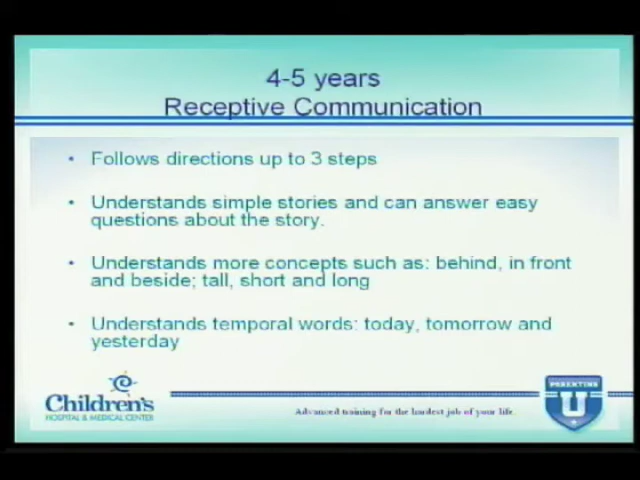 4-5 years
Receptive Communication
• Follows directions up to 3 steps
• Understands simple stories and can answer easy
questions about the story.
• Understands more concepts such as: behind, in front
and beside; tall, short and long
• Understands temporal words: today, tomorrow and
yesterday
Children's
HOSPITAL & MEDICAL CENTER
Advanced training for the hardest job of your life.
PARENTING
U